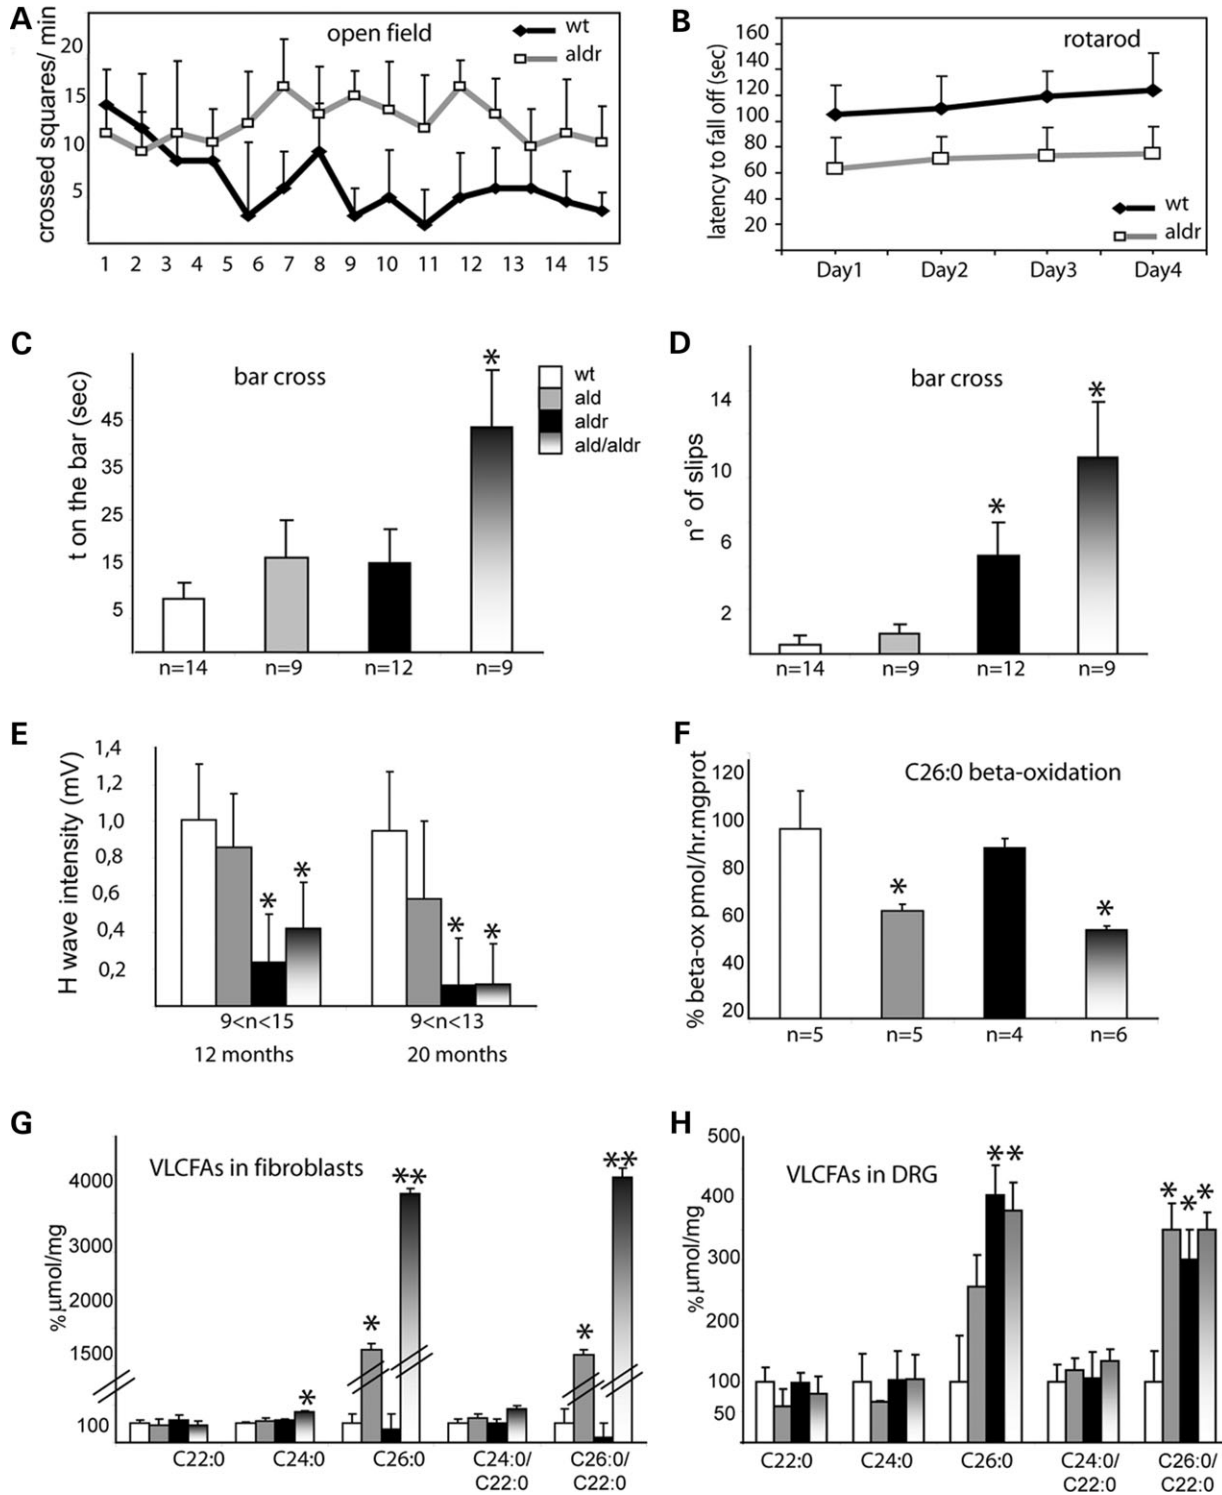 A
crossed squares/ min
20
15
10
5
open field
wt
aldr
1 2 3 4 5 6 7 8 9 10 11 12 13 14 15
B
latency to fall off (sec)
160
140
120
100
80
60
40
20
rotarod
wt
aldr
Day1 Day2 Day3 Day4
C
t on the bar (sec)
45
35
25
15
5
bar cross
*
wt
ald
aldr
ald/aldr
n=14 n=9 n=12 n=9
D
n° of slips
14
10
6
2
bar cross
* *
n=14 n=9 n=12 n=9
E
H wave intensity (mV)
1,4
1,2
1,0
0,8
0,6
0,4
0,2
* * * *
9<n<15 9<n<13
12 months 20 months
F
% beta-ox pmol/hr.mgprot
120
100
80
60
40
20
C26:0 beta-oxidation
* *
n=5 n=5 n=4 n=6
G
%µmol/mg
4000
3000
2000
1500
100
VLCFAs in fibroblasts
* * ** * **
C22:0 C24:0 C26:0 C24:0/ C26:0/
C22:0 C22:0
H
%µmol/mg
500
400
300
200
100
50
VLCFAs in DRG
** * * *
C22:0 C24:0 C26:0 C24:0/ C26:0/
C22:0 C22:0